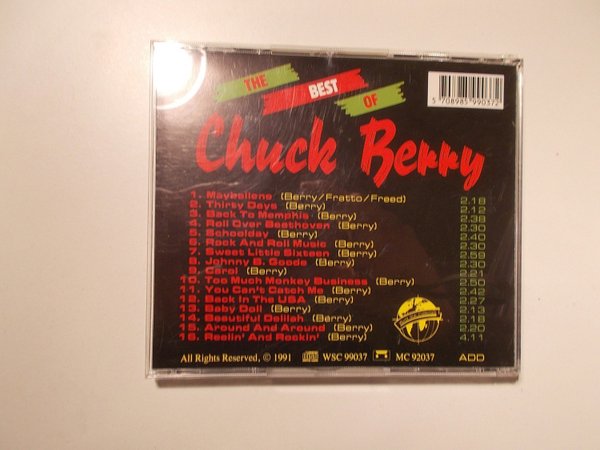 THE
BEST
OF
Chuck Berry
5 708985 990372
1. Maybellene (Berry/Fratto/Freed) 2.18
2. Thirty Days (Berry) 2.12
3. Back To Memphis (Berry) 2.38
4. Roll Over Beethoven (Berry) 2.30
5. Schoolday (Berry) 2.40
6. Rock And Roll Music (Berry) 2.30
7. Sweet Little Sixteen (Berry) 2.59
8. Johnny B. Goode (Berry) 2.30
9. Carol (Berry) 2.21
10. Too Much Monkey Business (Berry) 2.50
11. You Can't Catch Me (Berry) 2.42
12. Back In The USA (Berry) 2.27
13. Baby Doll (Berry) 2.13
14. Beautiful Delilah (Berry) 2.18
15. Around And Around (Berry) 2.20
16. Reelin' And Rockin' (Berry) 4.11
All Rights Reserved, © 1991 WSC 99037 MC 92037 ADD